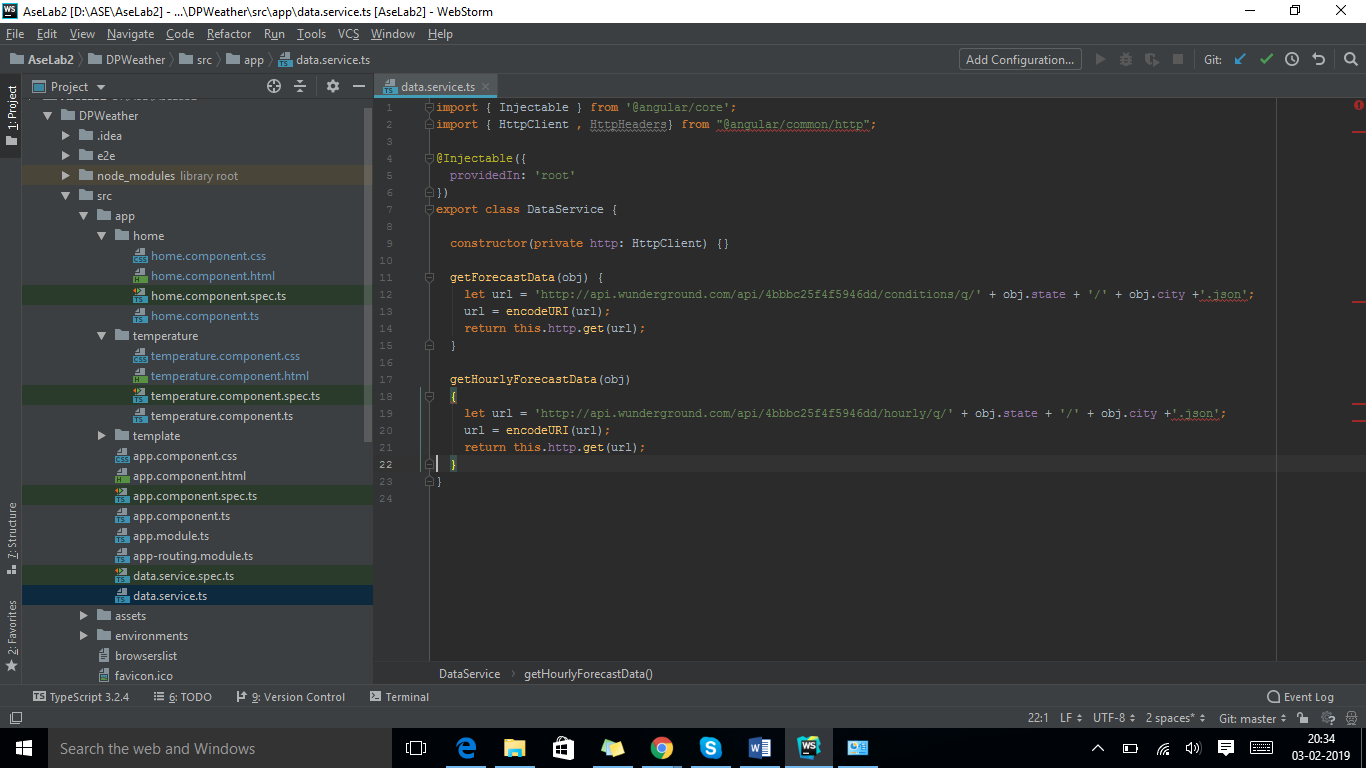 AseLab2 [D:\ASE\AseLab2] - ...\DPWeather\src\app\data.service.ts [AseLab2] - WebStorm
File Edit View Navigate Code Refactor Run Tools VCS Window Help
AseLab2 DPWeather src app data.service.ts
Add Configuration...
Git:
1: Project
7: Structure
2: Favorites
Project
DPWeather
.idea
e2e
node_modules library root
src
app
home
home.component.css
home.component.html
home.component.spec.ts
home.component.ts
temperature
temperature.component.css
temperature.component.html
temperature.component.spec.ts
temperature.component.ts
template
app.component.css
app.component.html
app.component.spec.ts
app.component.ts
app.module.ts
app-routing.module.ts
data.service.spec.ts
data.service.ts
assets
environments
browserslist
favicon.ico
data.service.ts
1 import { Injectable } from '@angular/core';
2 import { HttpClient , HttpHeaders} from "@angular/common/http";
3
4 @Injectable({
5 providedIn: 'root'
6 })
7 export class DataService {
8
9 constructor(private http: HttpClient) {}
10
11 getForecastData(obj) {
12 let url = 'http://api.wunderground.com/api/4bbbc25f4f5946dd/conditions/q/' + obj.state + '/' + obj.city +'.json';
13 url = encodeURI(url);
14 return this.http.get(url);
15 }
16
17 getHourlyForecastData(obj)
18 {
19 let url = 'http://api.wunderground.com/api/4bbbc25f4f5946dd/hourly/q/' + obj.state + '/' + obj.city +'.json';
20 url = encodeURI(url);
21 return this.http.get(url);
22 }
23 }
24
DataService getHourlyForecastData()
TypeScript 3.2.4 6: TODO 9: Version Control Terminal Event Log
22:1 LF UTF-8 2 spaces* Git: master
Search the web and Windows
20:34
03-02-2019